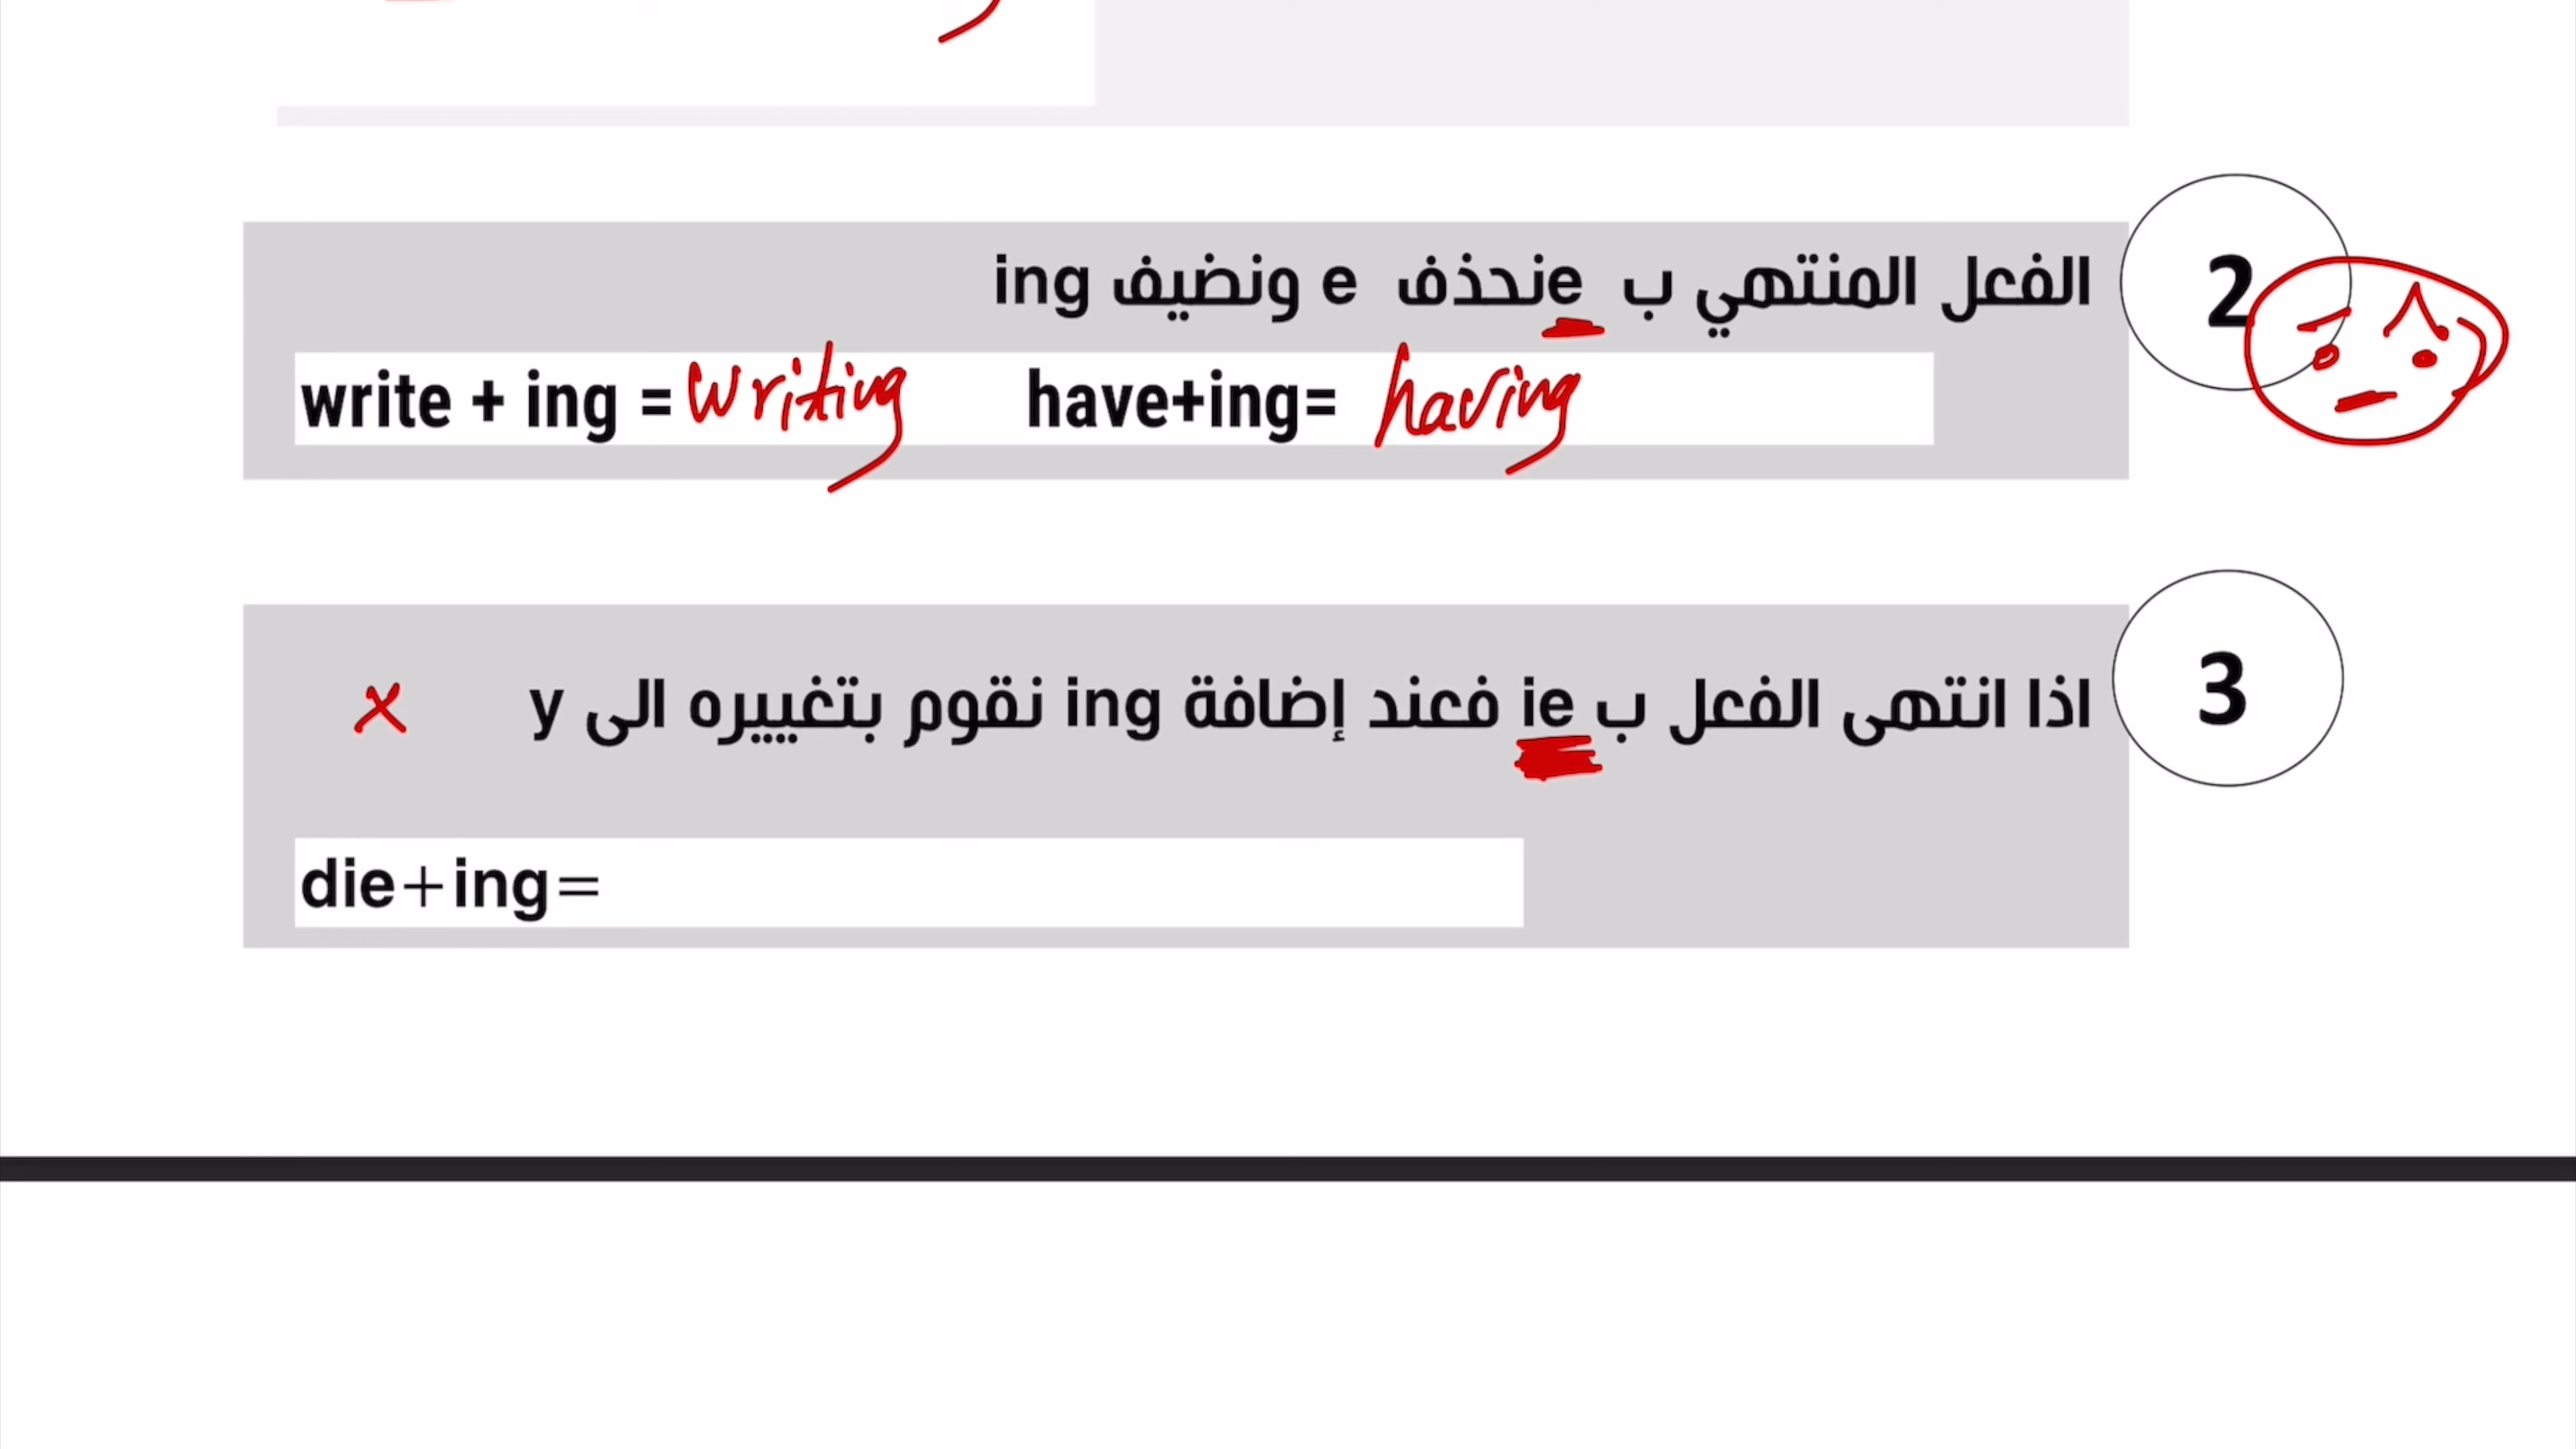 2
الفعل المنتهي ب e نحذف e ونضيف ing
write + ing = writing have+ing= having
3
اذا انتهى الفعل ب ie فعند إضافة ing نقوم بتغييره الى y x
die+ing=